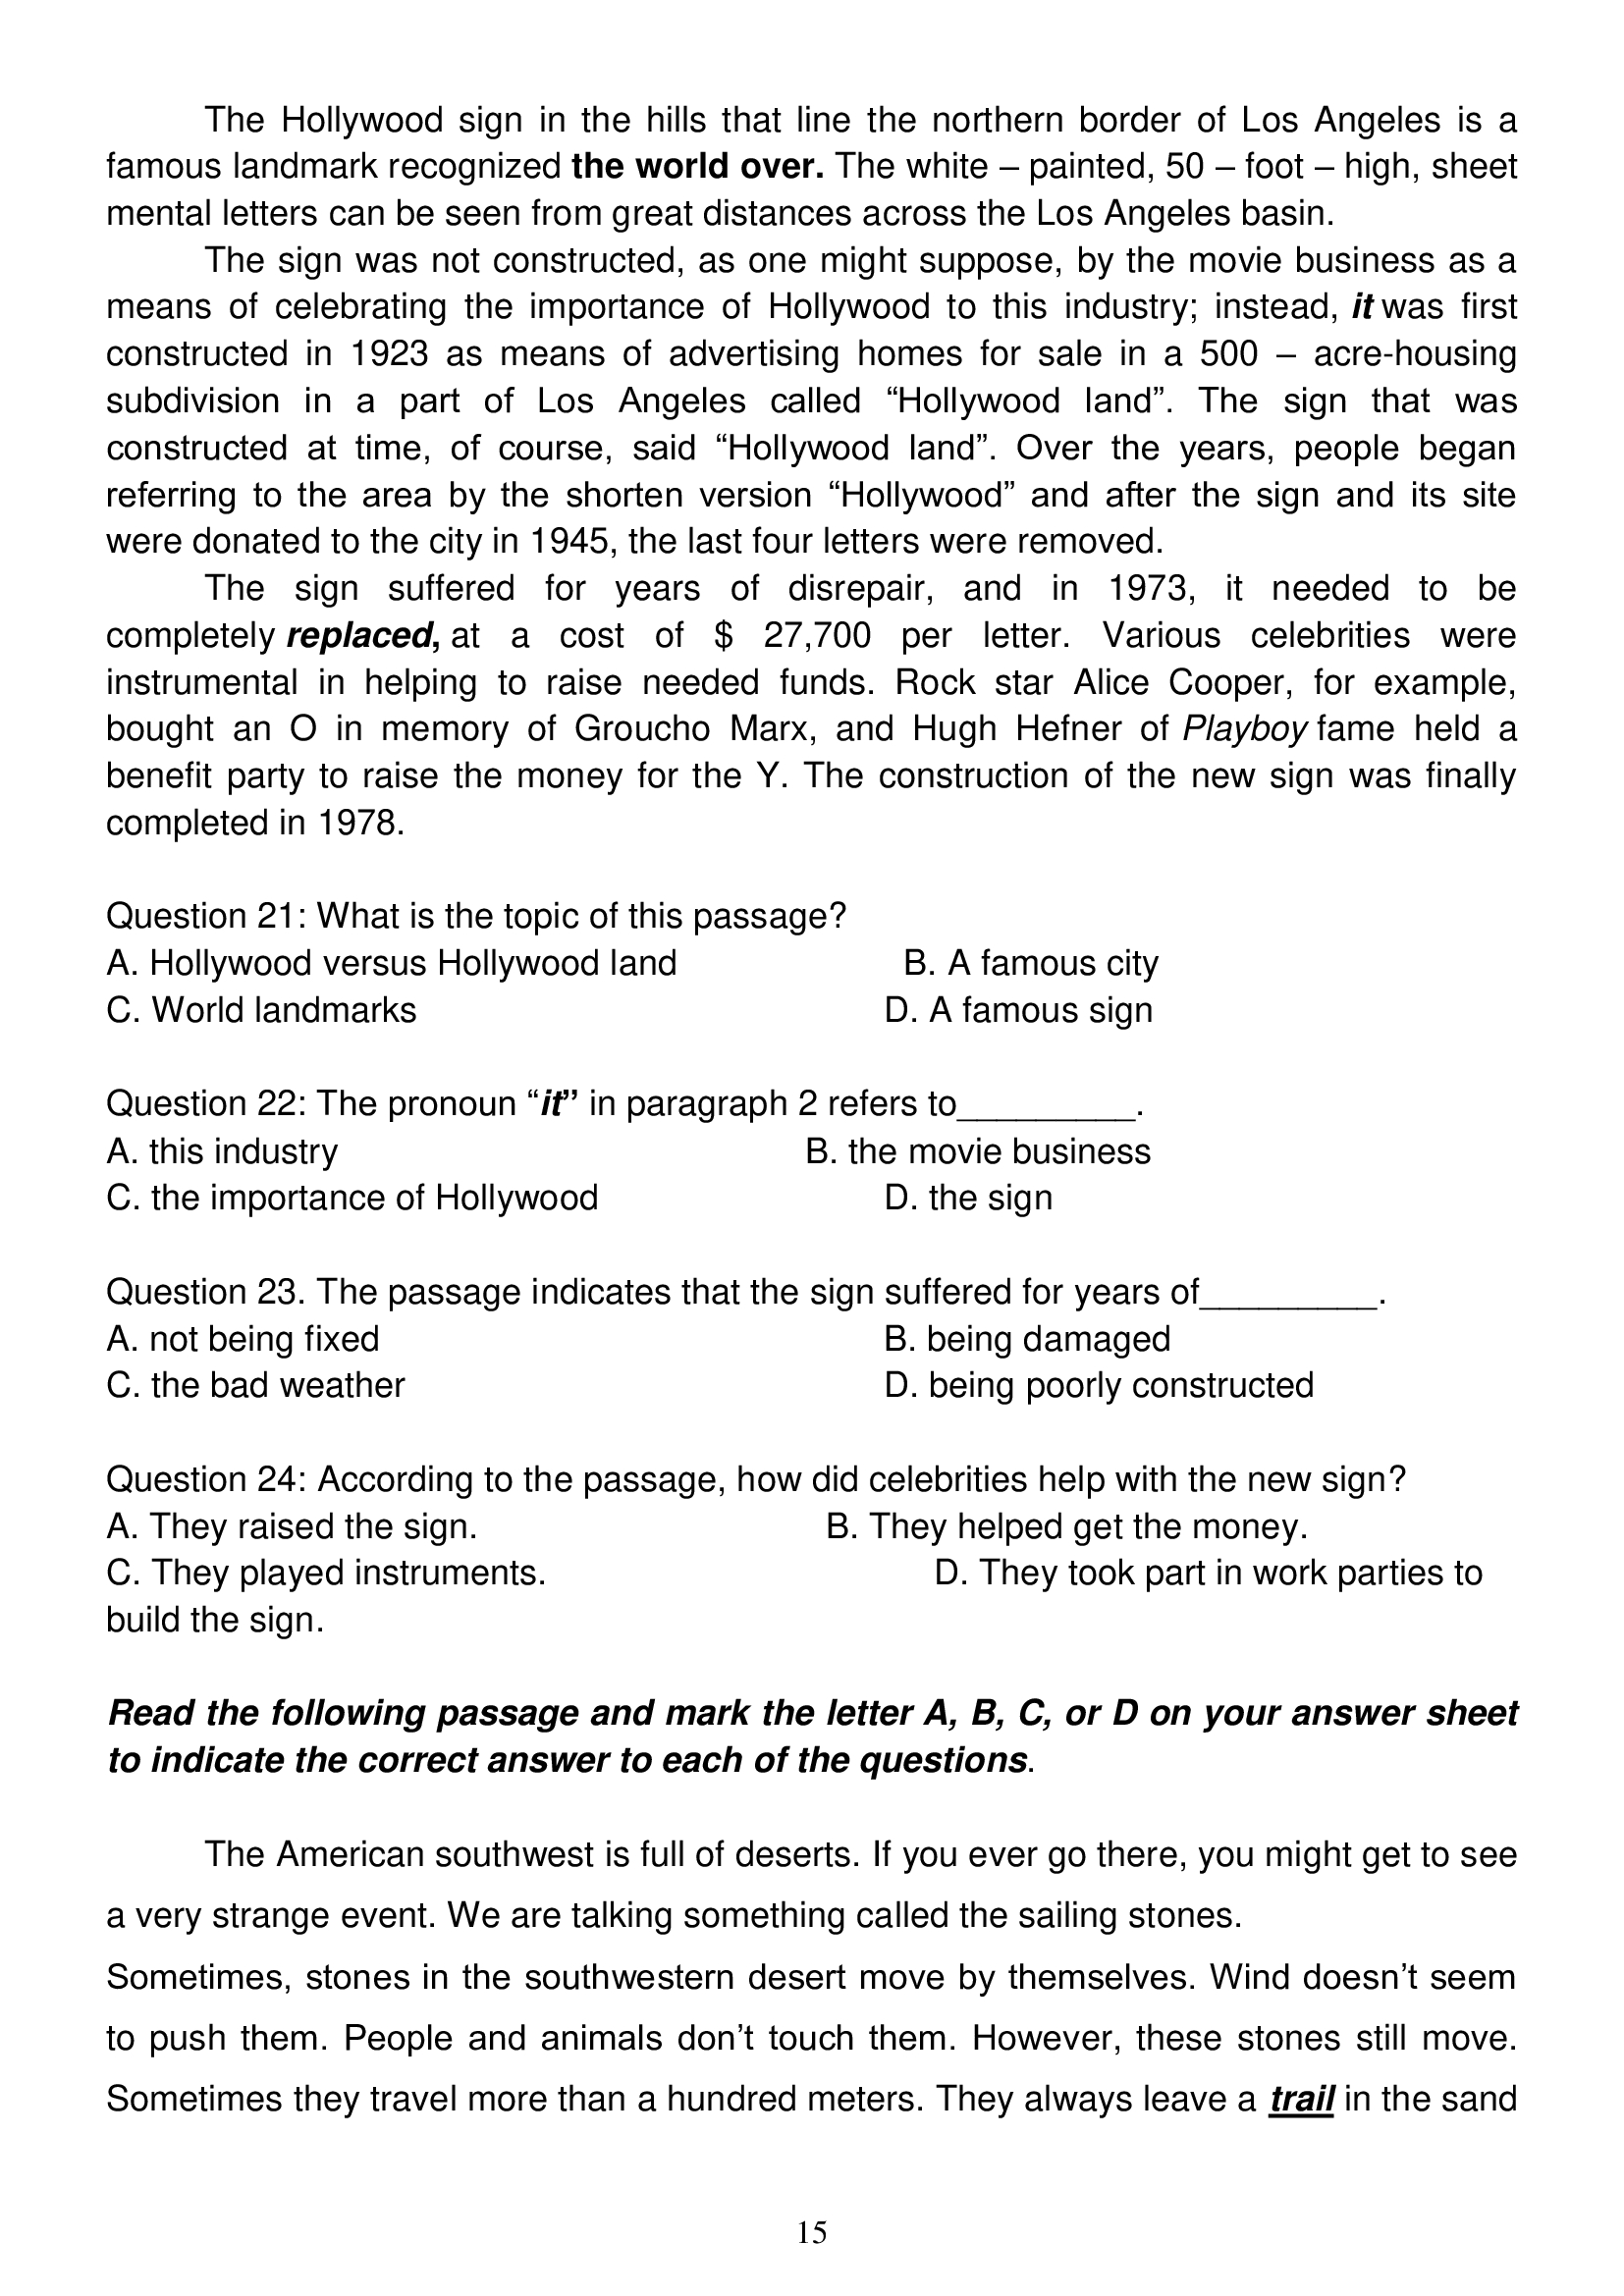 The Hollywood sign in the hills that line the northern border of Los Angeles is a
famous landmark recognized the world over. The white – painted, 50 – foot – high, sheet
mental letters can be seen from great distances across the Los Angeles basin.
The sign was not constructed, as one might suppose, by the movie business as a
means of celebrating the importance of Hollywood to this industry; instead, it was first
constructed in 1923 as means of advertising homes for sale in a 500 – acre-housing
subdivision in a part of Los Angeles called “Hollywood land”. The sign that was
constructed at time, of course, said “Hollywood land”. Over the years, people began
referring to the area by the shorten version “Hollywood” and after the sign and its site
were donated to the city in 1945, the last four letters were removed.
The sign suffered for years of disrepair, and in 1973, it needed to be
completely replaced, at a cost of $ 27,700 per letter. Various celebrities were
instrumental in helping to raise needed funds. Rock star Alice Cooper, for example,
bought an O in memory of Groucho Marx, and Hugh Hefner of Playboy fame held a
benefit party to raise the money for the Y. The construction of the new sign was finally
completed in 1978.
Question 21: What is the topic of this passage?
A. Hollywood versus Hollywood land B. A famous city
C. World landmarks D. A famous sign
Question 22: The pronoun “it” in paragraph 2 refers to_________.
A. this industry B. the movie business
C. the importance of Hollywood D. the sign
Question 23. The passage indicates that the sign suffered for years of_________.
A. not being fixed B. being damaged
C. the bad weather D. being poorly constructed
Question 24: According to the passage, how did celebrities help with the new sign?
A. They raised the sign. B. They helped get the money.
C. They played instruments. D. They took part in work parties to
build the sign.
Read the following passage and mark the letter A, B, C, or D on your answer sheet
to indicate the correct answer to each of the questions.
The American southwest is full of deserts. If you ever go there, you might get to see
a very strange event. We are talking something called the sailing stones.
Sometimes, stones in the southwestern desert move by themselves. Wind doesn’t seem
to push them. People and animals don’t touch them. However, these stones still move.
Sometimes they travel more than a hundred meters. They always leave a trail in the sand
15